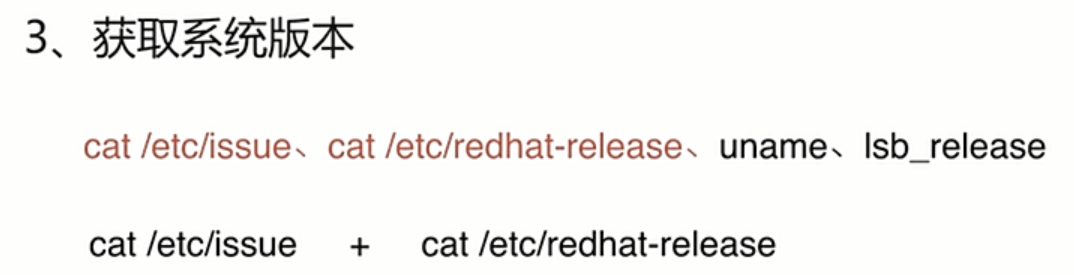 3、获取系统版本
cat /etc/issue、cat /etc/redhat-release、uname、lsb_release
cat /etc/issue + cat /etc/redhat-release